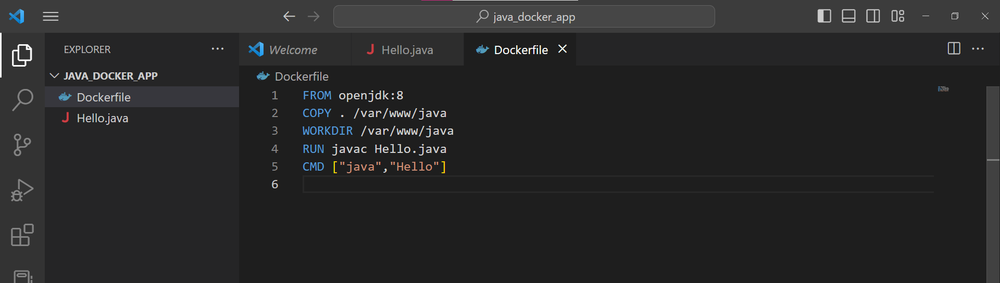 java_docker_app
EXPLORER
Welcome
Hello.java
Dockerfile
JAVA_DOCKER_APP
Dockerfile
Hello.java
Dockerfile
1 FROM openjdk:8
2 COPY . /var/www/java
3 WORKDIR /var/www/java
4 RUN javac Hello.java
5 CMD ["java","Hello"]
6